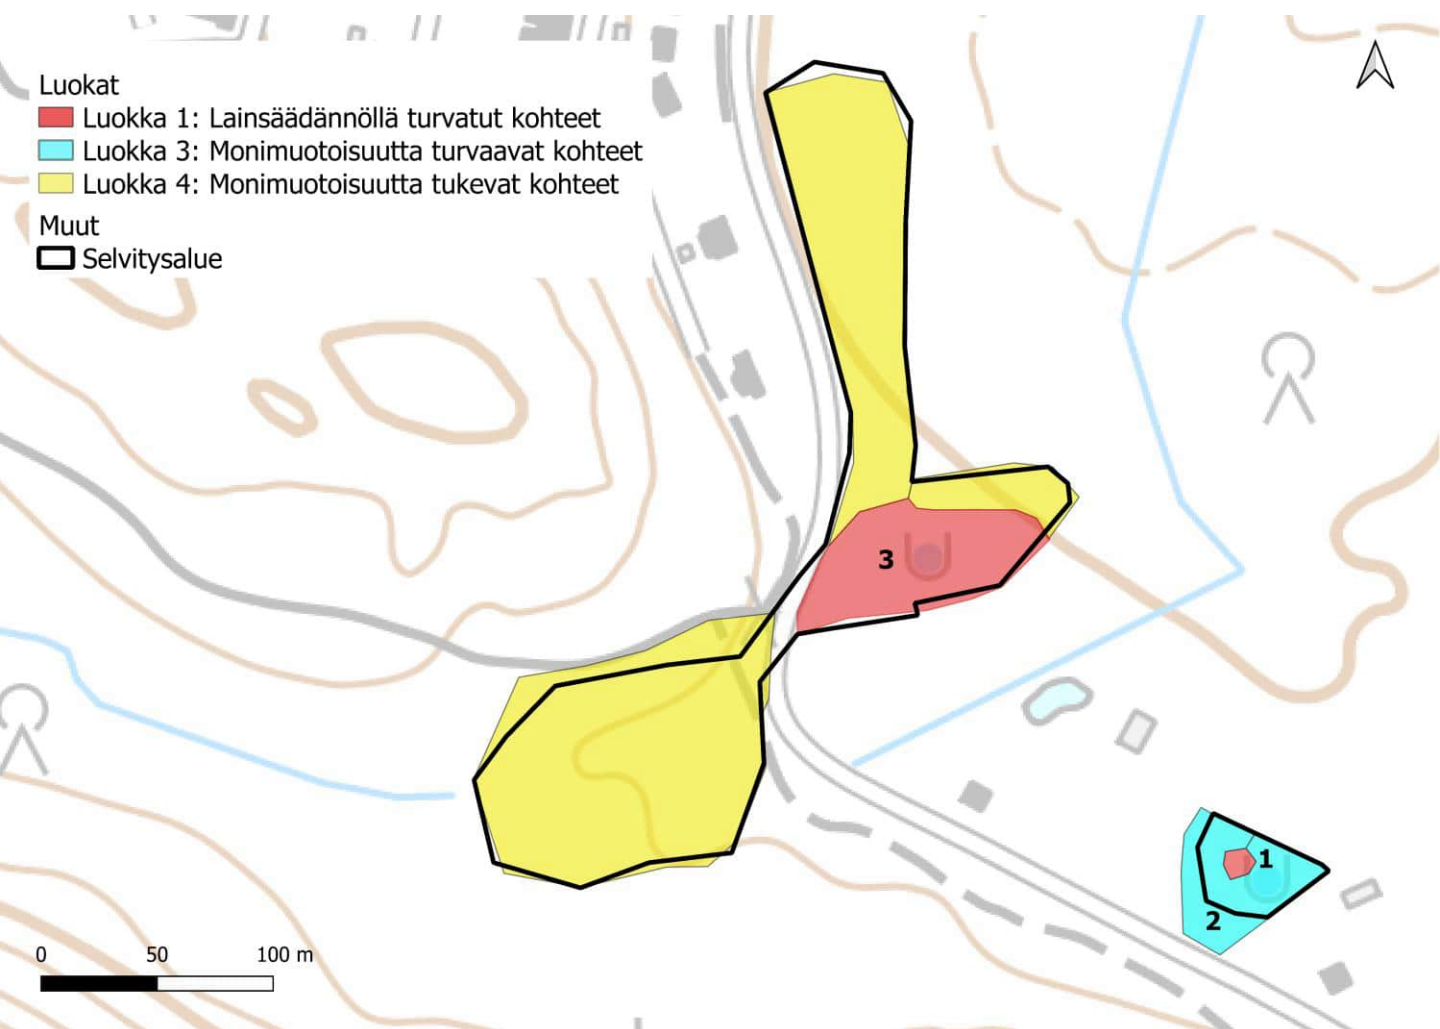 Luokat
Luokka 1: Lainsäädännöllä turvatut kohteet
Luokka 3: Monimuotoisuutta turvaavat kohteet
Luokka 4: Monimuotoisuutta tukevat kohteet
Muut
Selvitysalue
3
1
2
0 50 100 m